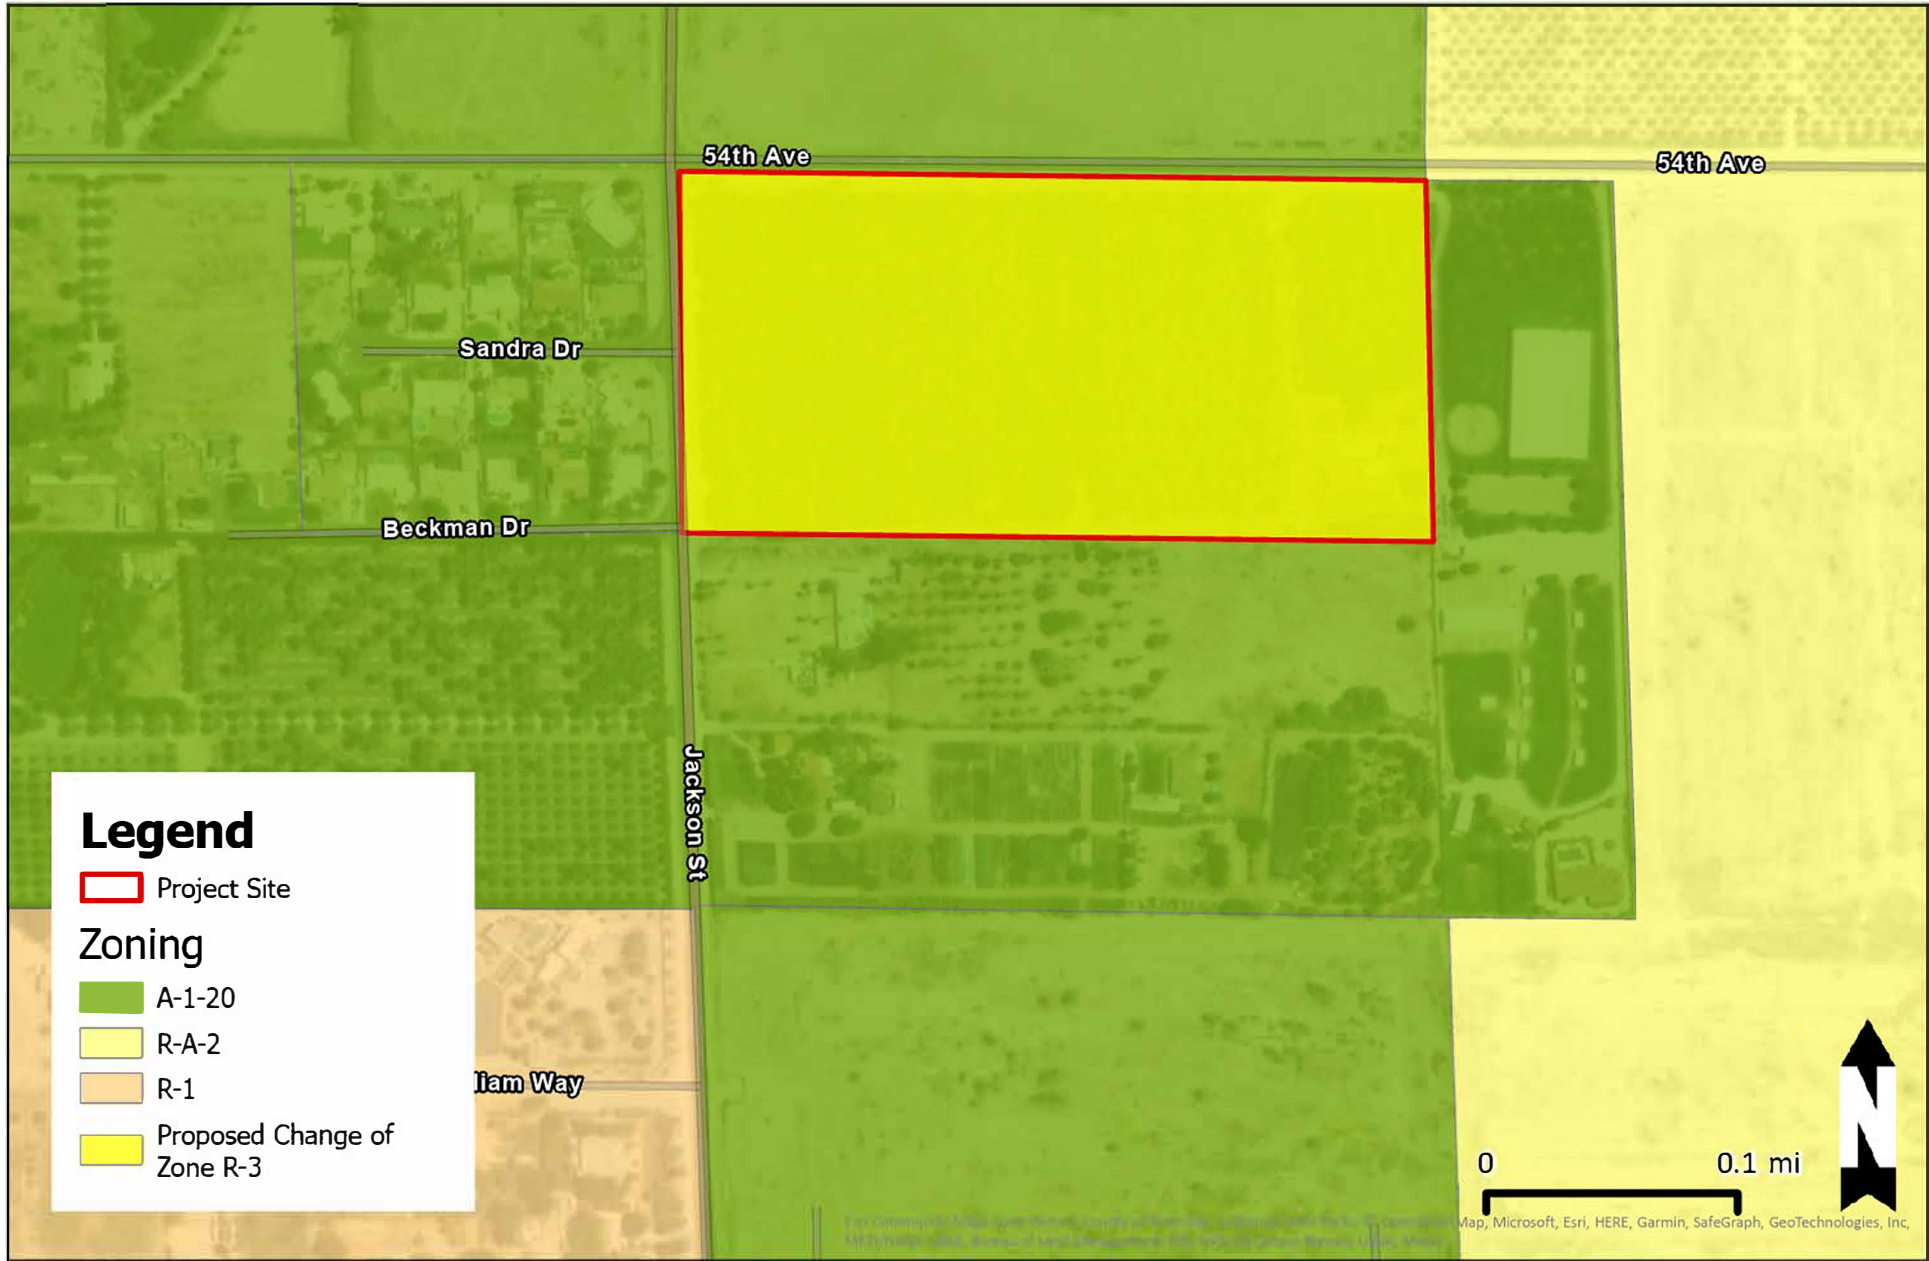 54th Ave
54th Ave
Sandra Dr
Beckman Dr
Jackson St
Legend
Project Site
Zoning
A-1-20
R-A-2
R-1
Proposed Change of
Zone R-3
liam Way
0 0.1 mi
N
Map, Microsoft, Esri, HERE, Garmin, SafeGraph, GeoTechnologies, Inc,